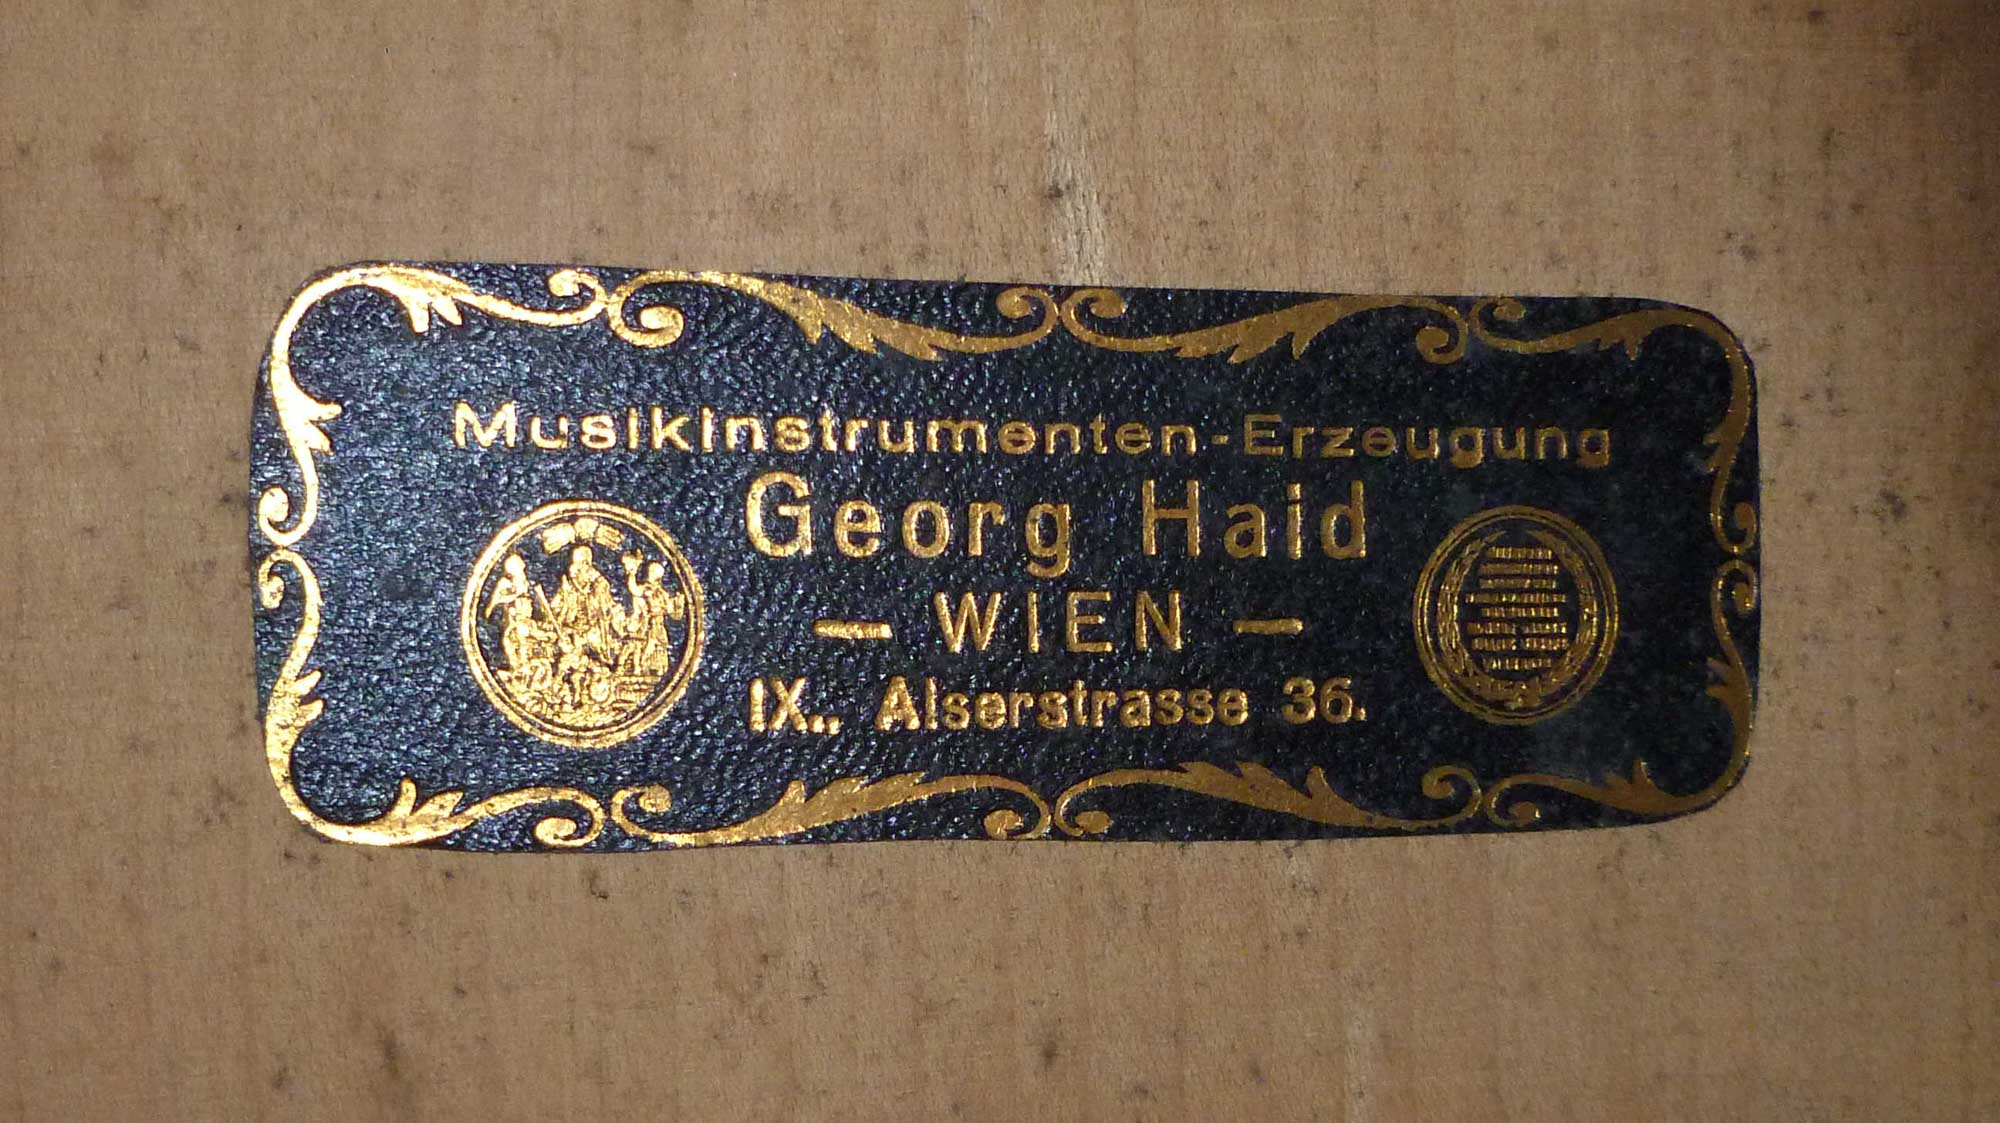 Musikinstrumenten-Erzeugung
Georg Haid
— WIEN —
IX., Alserstrasse 36.